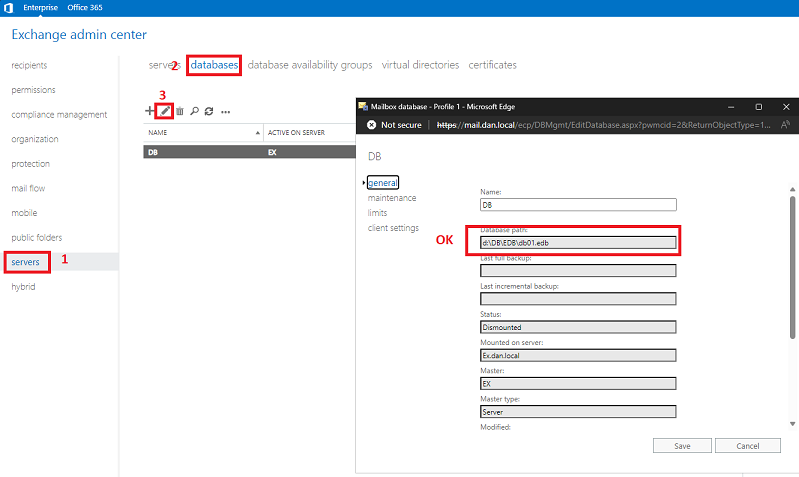 Enterprise Office 365
Exchange admin center
recipients
permissions
compliance management
organization
protection
mail flow
mobile
public folders
servers 1
hybrid
servers 2 databases database availability groups virtual directories certificates
3
NAME ACTIVE ON SERVER
DB EX
Mailbox database - Profile 1 - Microsoft Edge
Not secure https://mail.dan.local/ecp/DBMgmt/EditDatabase.aspx?pwmcid=2&ReturnObjectType=1...
DB
general
maintenance
limits
client settings
Name:
DB
Database path:
OK d:\DB\EDB\db01.edb
Last full backup:
Last incremental backup:
Status:
Dismounted
Mounted on server:
Ex.dan.local
Master:
EX
Master type:
Server
Modified:
Save Cancel